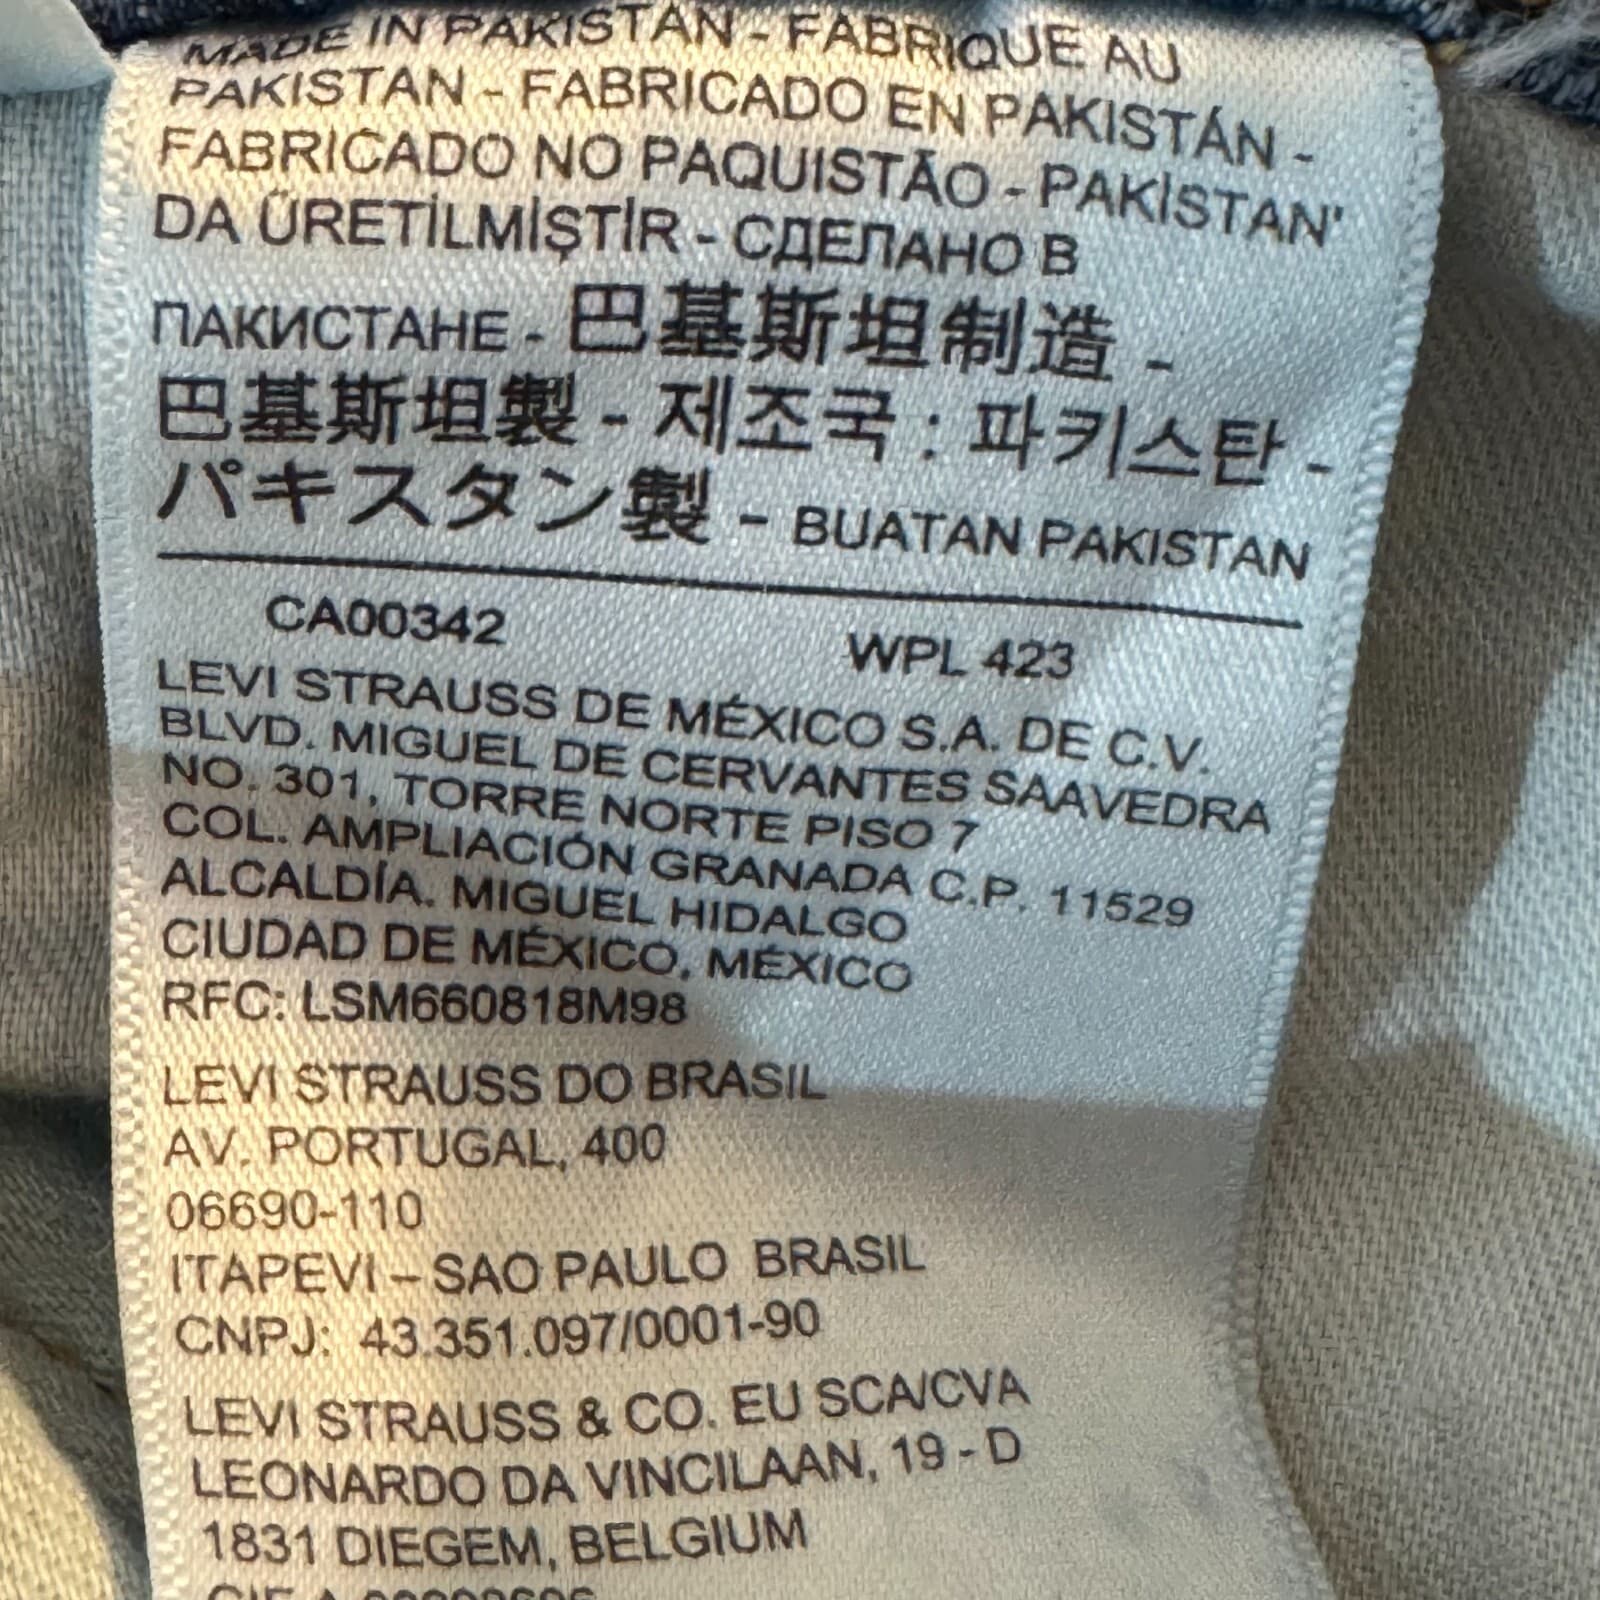 MADE IN PAKISTAN - FABRIQUE AU
PAKISTAN - FABRICADO EN PAKISTÁN -
FABRICADO NO PAQUISTÃO - PAKİSTAN'
DA ÜRETİLMİŞTİR - СДЕЛАНО В
ПАКИСТАНЕ - 巴基斯坦制造 -
巴基斯坦製 - 제조국 : 파키스탄 -
パキスタン製 - BUATAN PAKISTAN
CA00342 WPL 423
LEVI STRAUSS DE MÉXICO S.A. DE C.V.
BLVD. MIGUEL DE CERVANTES SAAVEDRA
NO. 301, TORRE NORTE PISO 7
COL. AMPLIACIÓN GRANADA C.P. 11529
ALCALDÍA. MIGUEL HIDALGO
CIUDAD DE MÉXICO, MÉXICO
RFC: LSM660818M98
LEVI STRAUSS DO BRASIL
AV. PORTUGAL, 400
06690-110
ITAPEVI – SAO PAULO BRASIL
CNPJ: 43.351.097/0001-90
LEVI STRAUSS & CO. EU SCA/CVA
LEONARDO DA VINCILAAN, 19 - D
1831 DIEGEM, BELGIUM